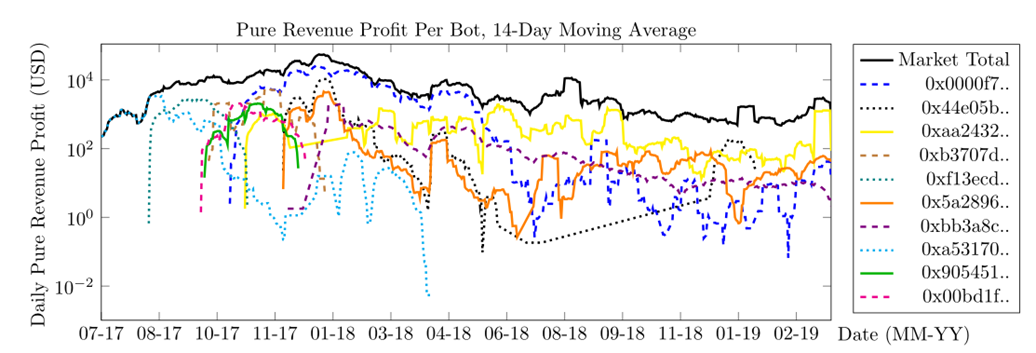 Pure Revenue Profit Per Bot, 14-Day Moving Average
Daily Pure Revenue Profit (USD)
10^4
10^2
10^0
10^−2
07-17 08-17 10-17 11-17 01-18 03-18 04-18 06-18 08-18 09-18 11-18 01-19 02-19
Date (MM-YY)
Market Total
0x0000f7..
0x44e05b..
0xaa2432..
0xb3707d..
0xf13ecd..
0x5a2896..
0xbb3a8c..
0xa53170..
0x905451..
0x00bd1f..